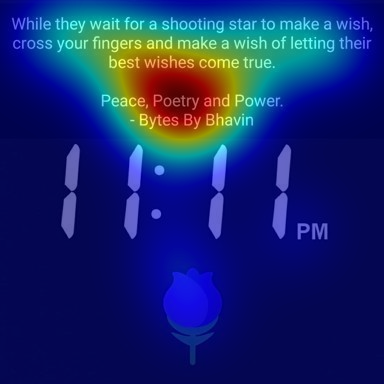 While they wait for a shooting star to make a wish,
cross your fingers and make a wish of letting their
best wishes come true.
Peace, Poetry and Power.
- Bytes By Bhavin
11:11 PM